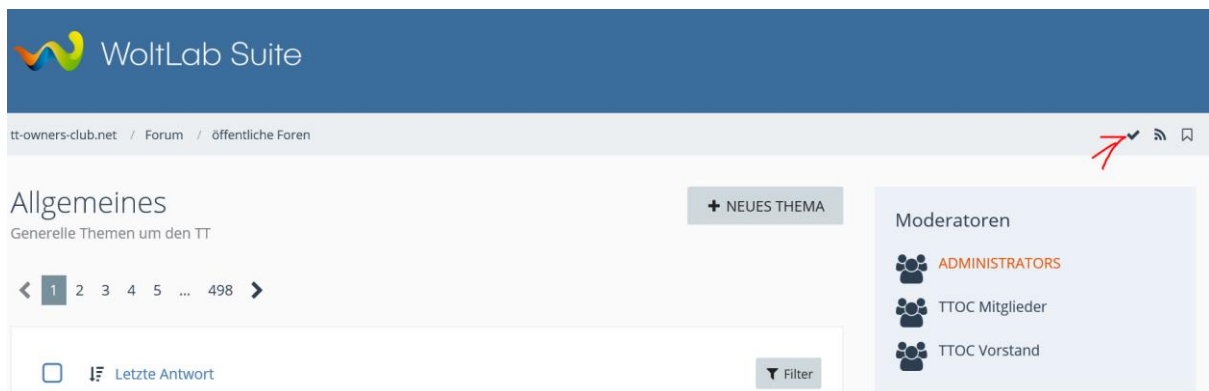 WoltLab Suite
tt-owners-club.net / Forum / öffentliche Foren
Allgemeines
Generelle Themen um den TT
+ NEUES THEMA
1 2 3 4 5 ... 498
Letzte Antwort
Filter
Moderatoren
ADMINISTRATORS
TTOC Mitglieder
TTOC Vorstand